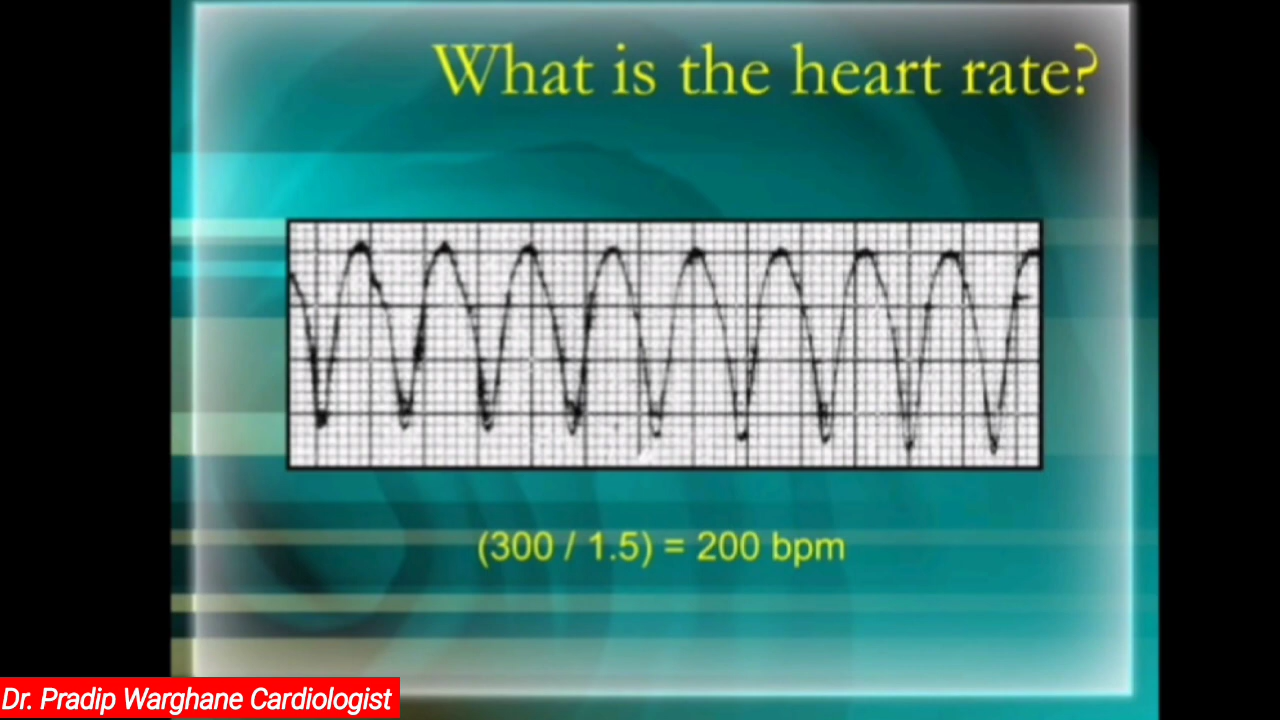 What is the heart rate?
(300 / 1.5) = 200 bpm
Dr. Pradip Warghane Cardiologist